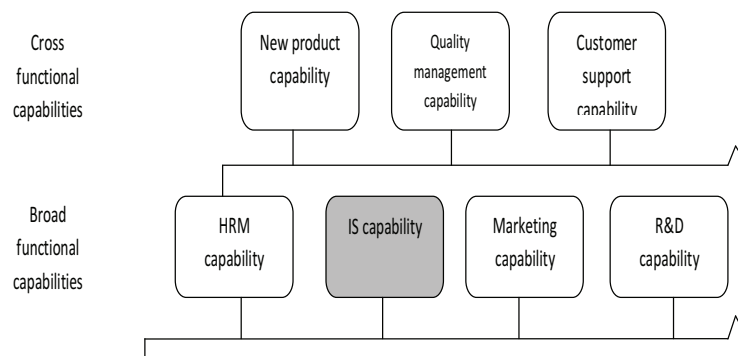 Cross
functional
capabilities
New product
capability
Quality
management
capability
Customer
support
capability
Broad
functional
capabilities
HRM
capability
IS capability
Marketing
capability
R&D
capability